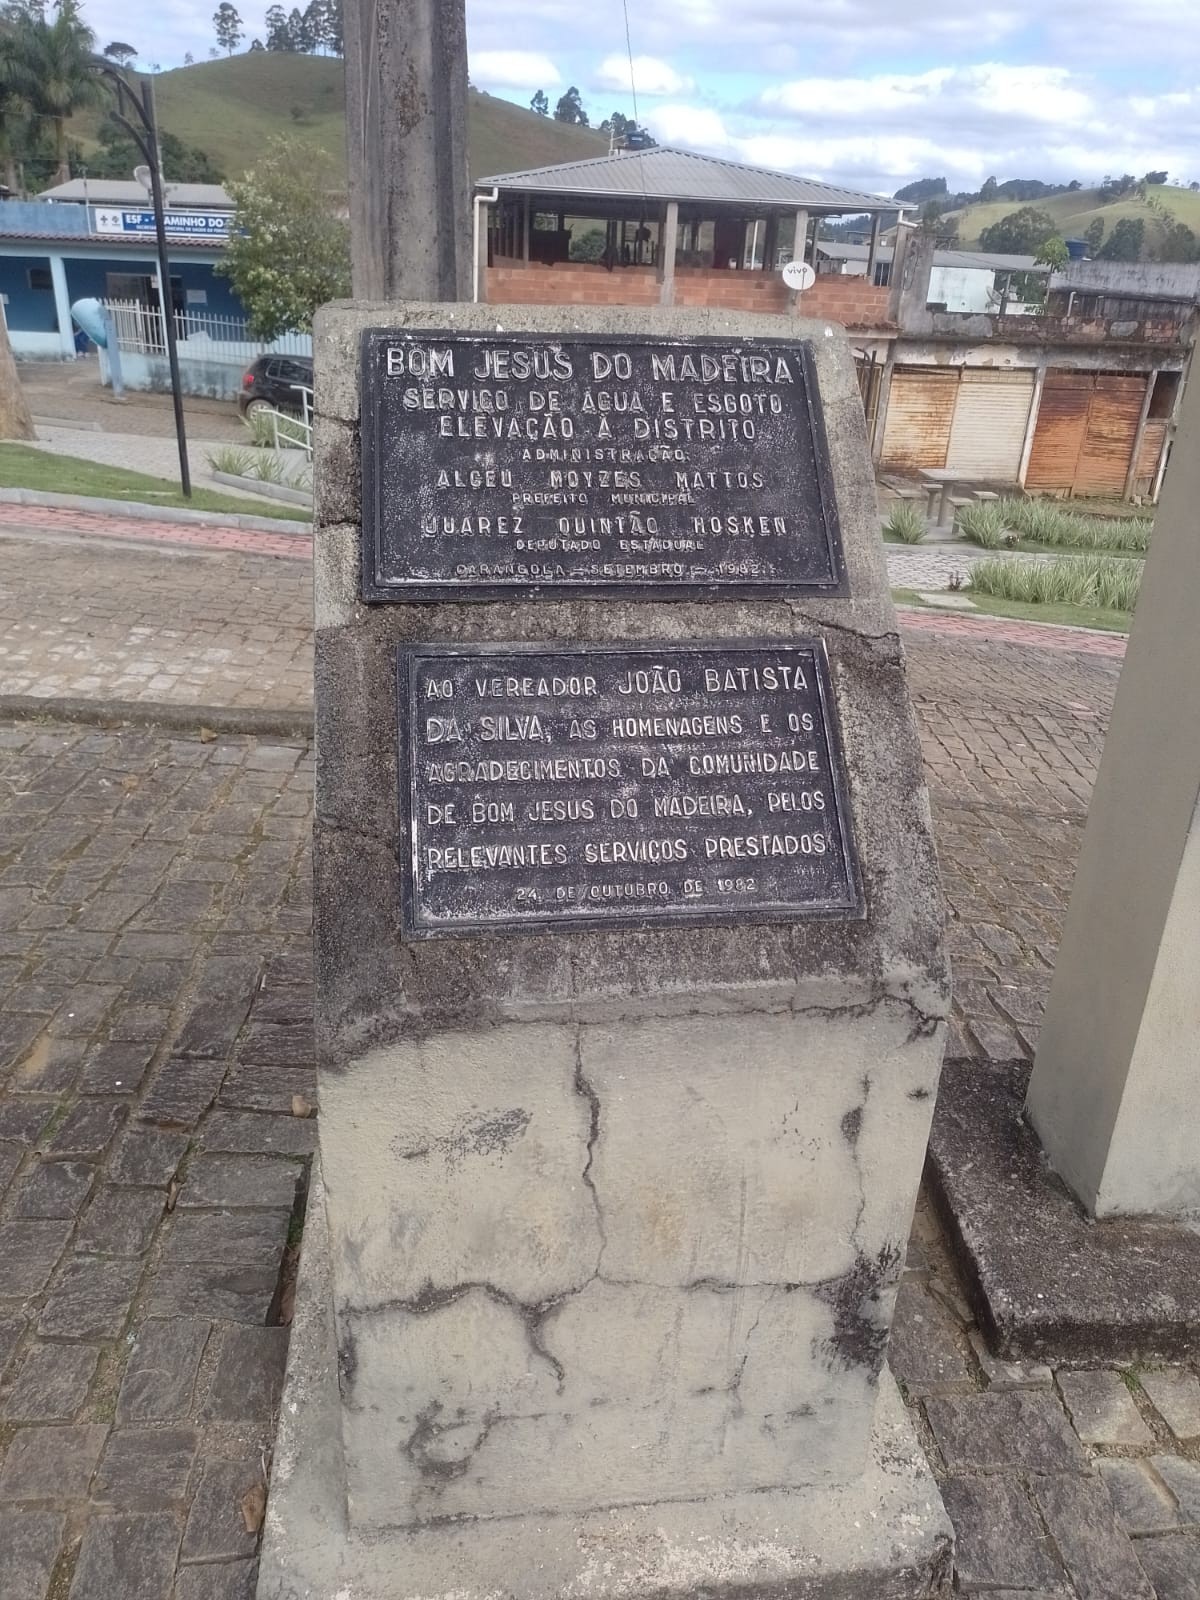 ESF - CAMINHO DO
vivo
BOM JESUS DO MADEIRA
SERVIÇO DE ÁGUA E ESGOTO
ELEVAÇÃO A DISTRITO
ADMINISTRAÇÃO:
ALCEU MOYZES MATTOS
PREFEITO MUNICIPAL
JUAREZ QUINTÃO HOSKEN
DEPUTADO ESTADUAL
CARANGOLA - SETEMBRO - 1982
AO VEREADOR JOÃO BATISTA
DA SILVA, AS HOMENAGENS E OS
AGRADECIMENTOS DA COMUNIDADE
DE BOM JESUS DO MADEIRA, PELOS
RELEVANTES SERVIÇOS PRESTADOS
24 DE OUTUBRO DE 1982